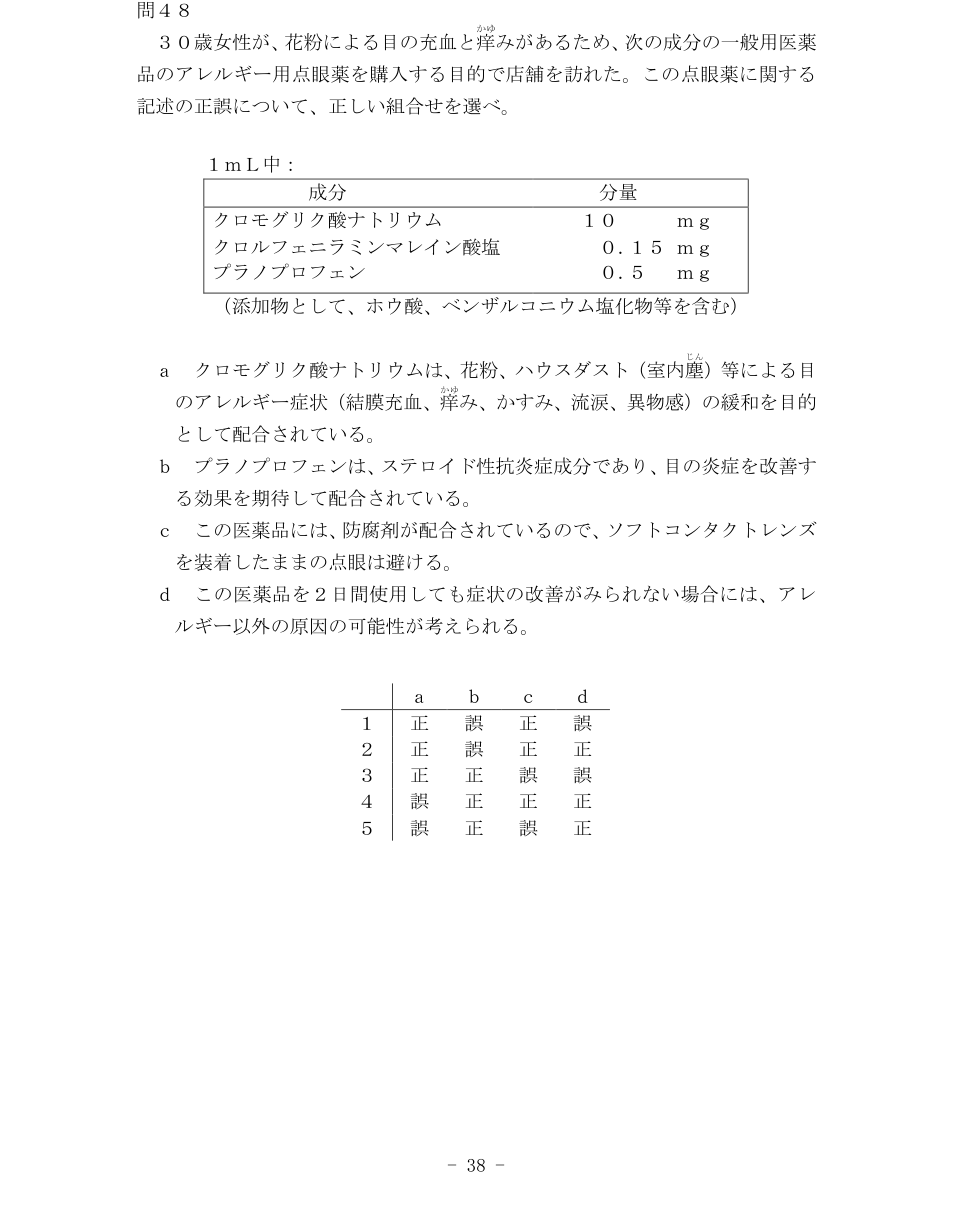 問４８
３０歳女性が、花粉による目の充血と痒かゆみがあるため、次の成分の一般用医薬
品のアレルギー用点眼薬を購入する目的で店舗を訪れた。この点眼薬に関する
記述の正誤について、正しい組合せを選べ。
１ｍＬ中：
成分 分量
クロモグリク酸ナトリウム １０ ｍｇ
クロルフェニラミンマレイン酸塩 ０.１５ ｍｇ
プラノプロフェン ０.５ ｍｇ
（添加物として、ホウ酸、ベンザルコニウム塩化物等を含む）
ａ クロモグリク酸ナトリウムは、花粉、ハウスダスト（室内塵じん）等による目
のアレルギー症状（結膜充血、痒かゆみ、かすみ、流涙、異物感）の緩和を目的
として配合されている。
ｂ プラノプロフェンは、ステロイド性抗炎症成分であり、目の炎症を改善す
る効果を期待して配合されている。
ｃ この医薬品には、防腐剤が配合されているので、ソフトコンタクトレンズ
を装着したままの点眼は避ける。
ｄ この医薬品を２日間使用しても症状の改善がみられない場合には、アレ
ルギー以外の原因の可能性が考えられる。
ａ ｂ ｃ ｄ
１ 正 誤 正 誤
２ 正 誤 正 正
３ 正 正 誤 誤
４ 誤 正 正 正
５ 誤 正 誤 正
- 38 -